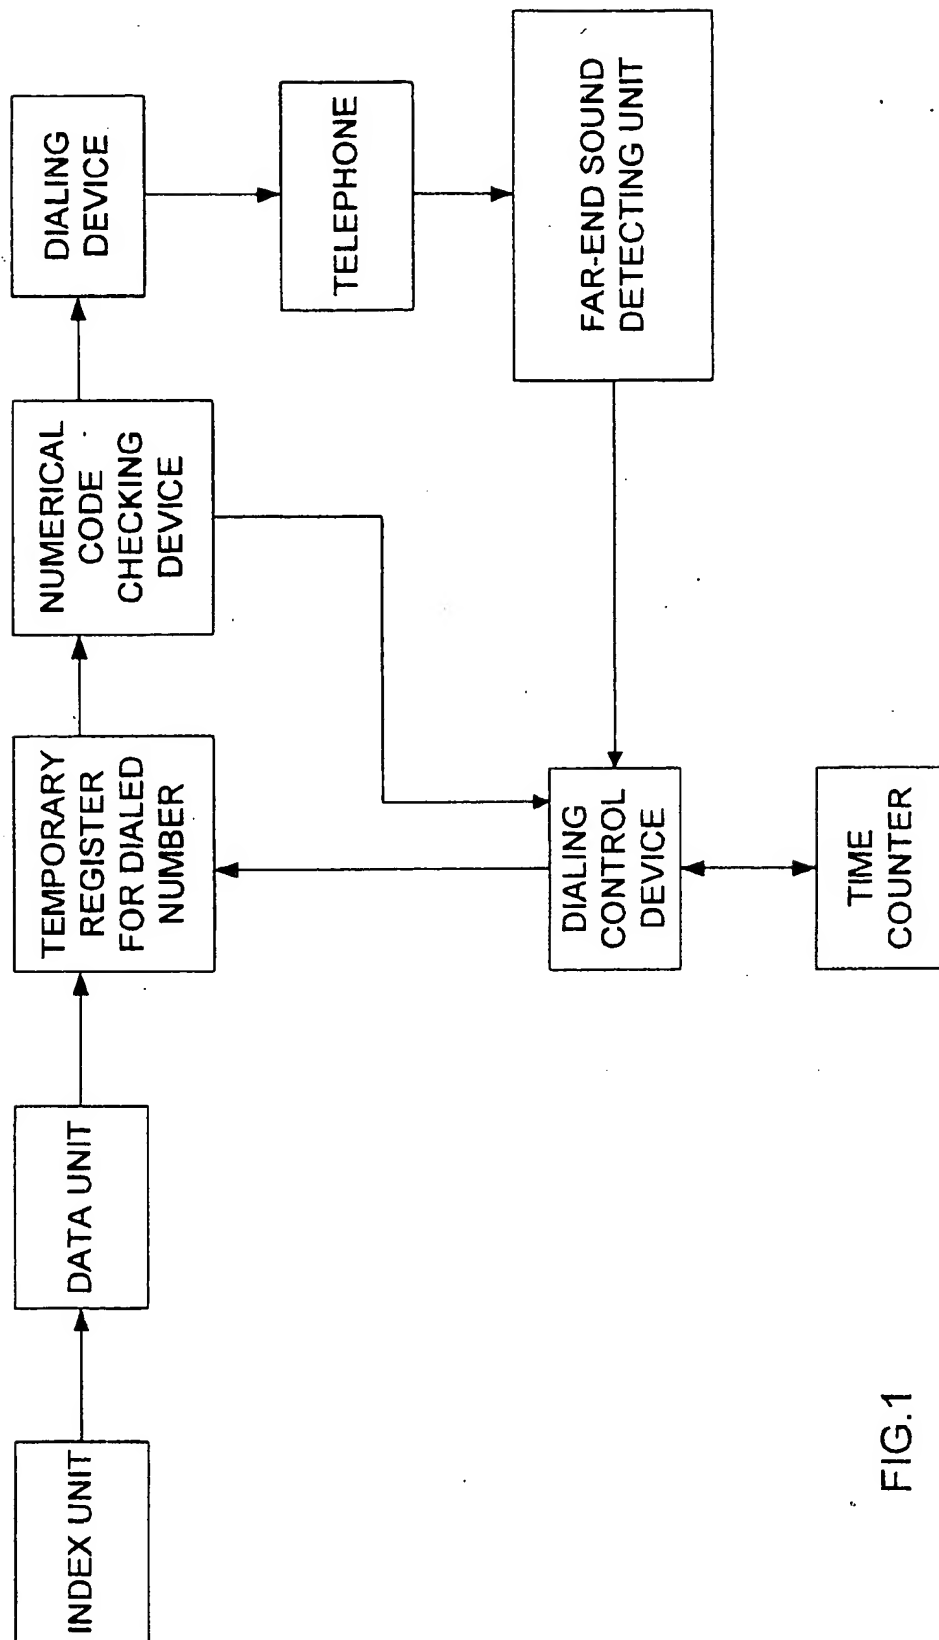 INDEX UNIT
DATA UNIT
TEMPORARY
REGISTER
FOR DIALED
NUMBER
NUMERICAL
CODE
CHECKING
DEVICE
DIALING
DEVICE
TELEPHONE
FAR-END SOUND
DETECTING UNIT
DIALING
CONTROL
DEVICE
TIME
COUNTER
FIG.1